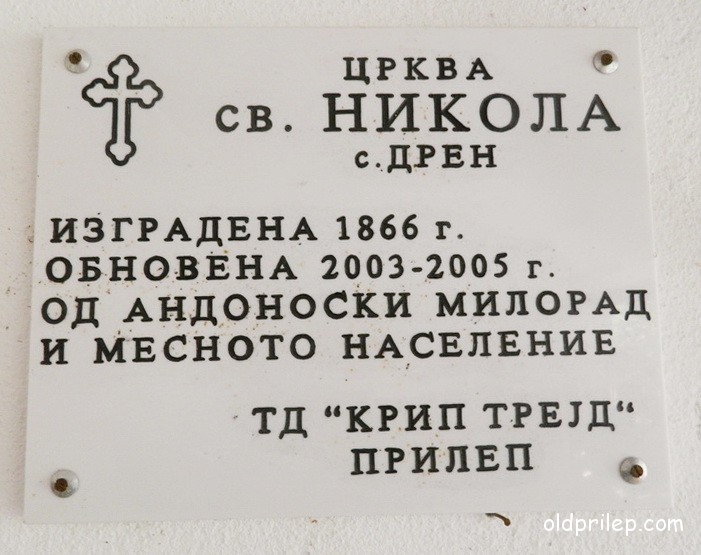 ЦРКВА
СВ. НИКОЛА
с.ДРЕН
ИЗГРАДЕНА 1866 г.
ОБНОВЕНА 2003-2005 г.
ОД АНДОНОСКИ МИЛОРАД
И МЕСНОТО НАСЕЛЕНИЕ
ТД “КРИП ТРЕЈД“
ПРИЛЕП
oldprilep.com